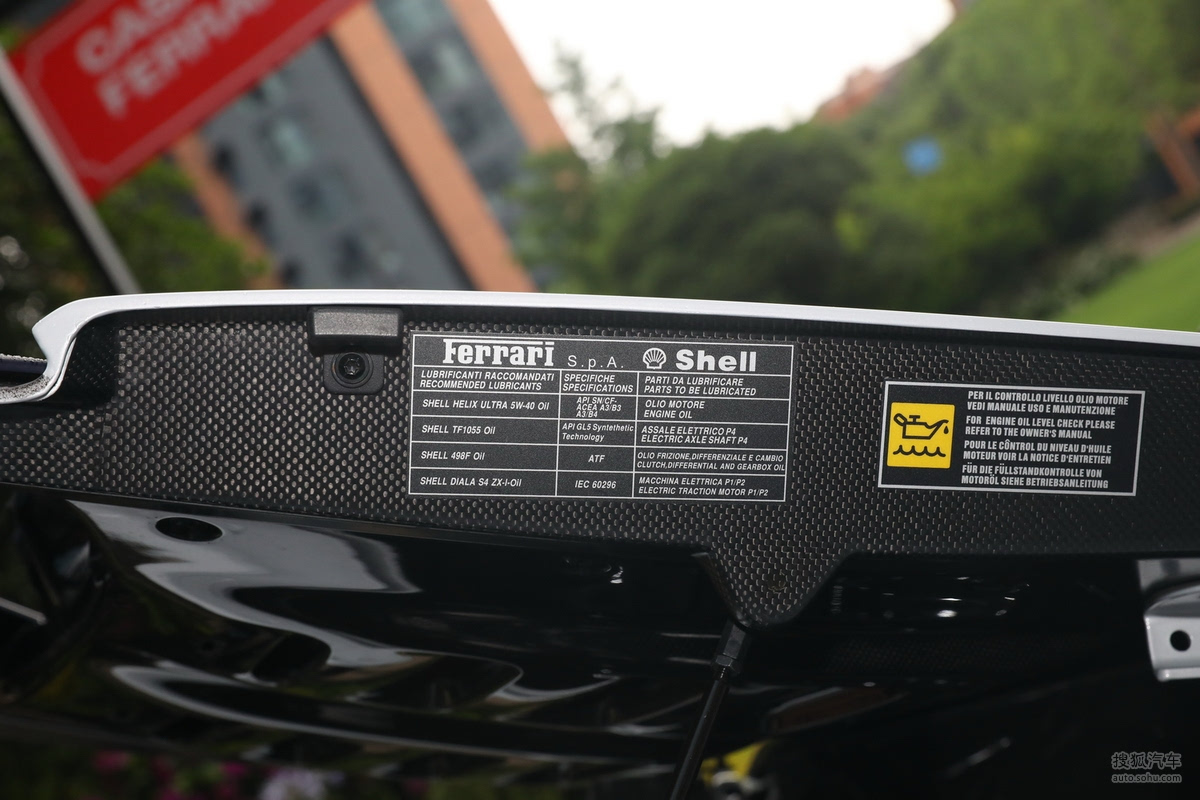 FERRARI
Ferrari S.p.A. Shell
LUBRIFICANTI RACCOMANDATI
RECOMMENDED LUBRICANTS
SPECIFICHE
SPECIFICATIONS
PARTI DA LUBRIFICARE
PARTS TO BE LUBRICATED
SHELL HELIX ULTRA 5W-40 Oil
API SN/CF-
ACEA A3/B3
A3/B4
OLIO MOTORE
ENGINE OIL
SHELL TF1055 Oil
API GL5 Syntethetic
Technology
ASSALE ELETTRICO P4
ELECTRIC AXLE SHAFT P4
SHELL 498F Oil
ATF
OLIO FRIZIONE,DIFFERENZIALE E CAMBIO
CLUTCH,DIFFERENTIAL AND GEARBOX OIL
SHELL DIALA S4 ZX-I-Oil
IEC 60296
MACCHINA ELETTRICA P1/P2
ELECTRIC TRACTION MOTOR P1/P2
PER IL CONTROLLO LIVELLO OLIO MOTORE
VEDI MANUALE USO E MANUTENZIONE
FOR ENGINE OIL LEVEL CHECK PLEASE
REFER TO THE OWNER'S MANUAL
POUR LE CÔNTROL DU NIVEAU D'HUILE
MOTEUR VOIR LA NOTICE D'ENTRETIEN
FÜR DIE FÜLLSTANDKONTROLLE VON
MOTORÖL SIEHE BETRIEBSANLEITUNG
搜狐汽车
auto.sohu.com